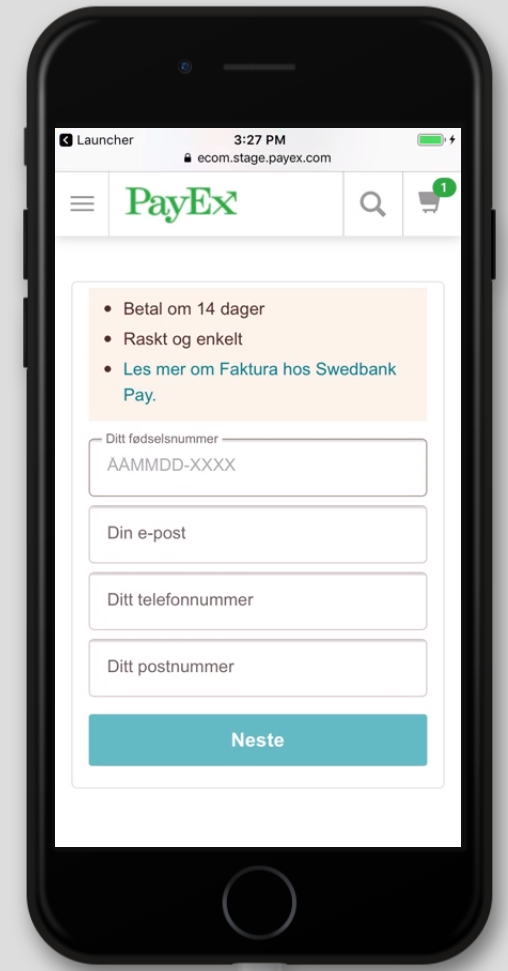 Launcher
3:27 PM
ecom.stage.payex.com
PayEx
1
Betal om 14 dager
Raskt og enkelt
Les mer om Faktura hos Swedbank
Pay.
Ditt fødselsnummer
ÅÅMMDD-XXXX
Din e-post
Ditt telefonnummer
Ditt postnummer
Neste